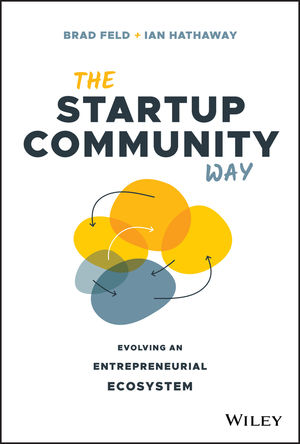 BRAD FELD + IAN HATHAWAY
THE
STARTUP
COMMUNITY
WAY
EVOLVING AN
ENTREPRENEURIAL
ECOSYSTEM
WILEY